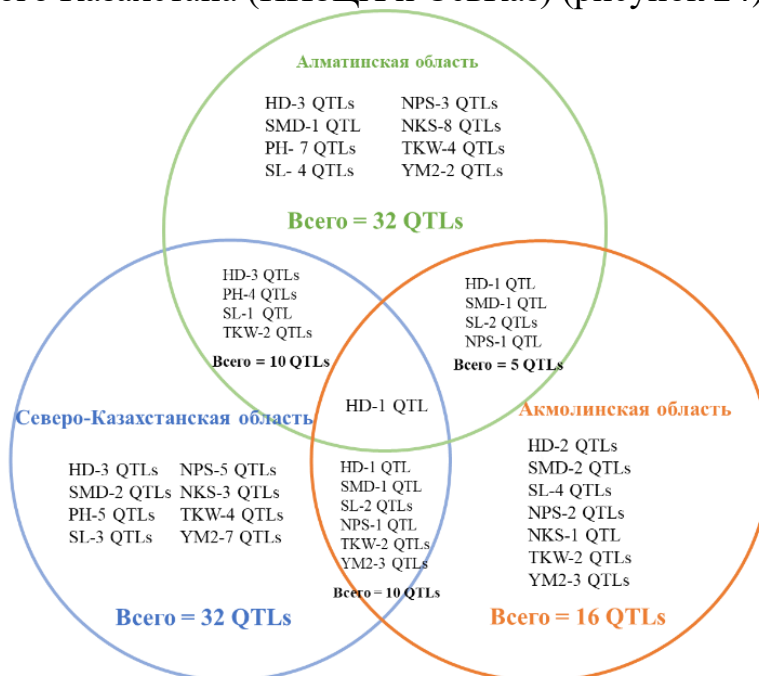 Казахстана и (рисунок
Алматинская область
HD-3 QTLs NPS-3 QTLs
SMD-1 QTL NKS-8 QTLs
PH- 7 QTLs TKW-4 QTLs
SL- 4 QTLs YM2-2 QTLs
Всего = 32 QTLs
HD-3 QTLs
PH-4 QTLs
SL-1 QTL
TKW-2 QTLs
Всего = 10 QTLs
HD-1 QTL
SMD-1 QTL
SL-2 QTLs
NPS-1 QTL
Всего = 5 QTLs
HD-1 QTL
Северо-Казахстанская область
HD-3 QTLs NPS-5 QTLs
SMD-2 QTLs NKS-3 QTLs
PH-5 QTLs TKW-4 QTLs
SL-3 QTLs YM2-7 QTLs
Всего = 32 QTLs
HD-1 QTL
SMD-1 QTL
SL-2 QTLs
NPS-1 QTL
TKW-2 QTLs
YM2-3 QTLs
Всего = 10 QTLs
Акмолинская область
HD-2 QTLs
SMD-2 QTLs
SL-4 QTLs
NPS-2 QTLs
NKS-1 QTL
TKW-2 QTLs
YM2-3 QTLs
Всего = 16 QTLs